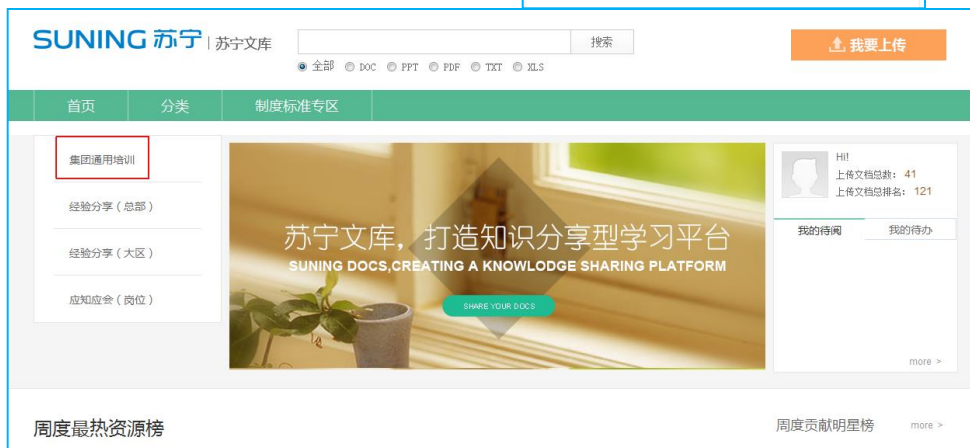 SUNING 苏宁 | 苏宁文库
搜索
我要上传
全部 DOC PPT PDF TXT XLS
首页 分类 制度标准专区
集团通用培训
经验分享（总部）
经验分享（大区）
应知应会（岗位）
苏宁文库，打造知识分享型学习平台
SUNING DOCS,CREATING A KNOWLODGE SHARING PLATFORM
SHARE YOUR DOCS
Hi!
上传文档总数： 41
上传文档总排名： 121
我的待阅 我的待办
more >
周度最热资源榜
周度贡献明星榜 more >